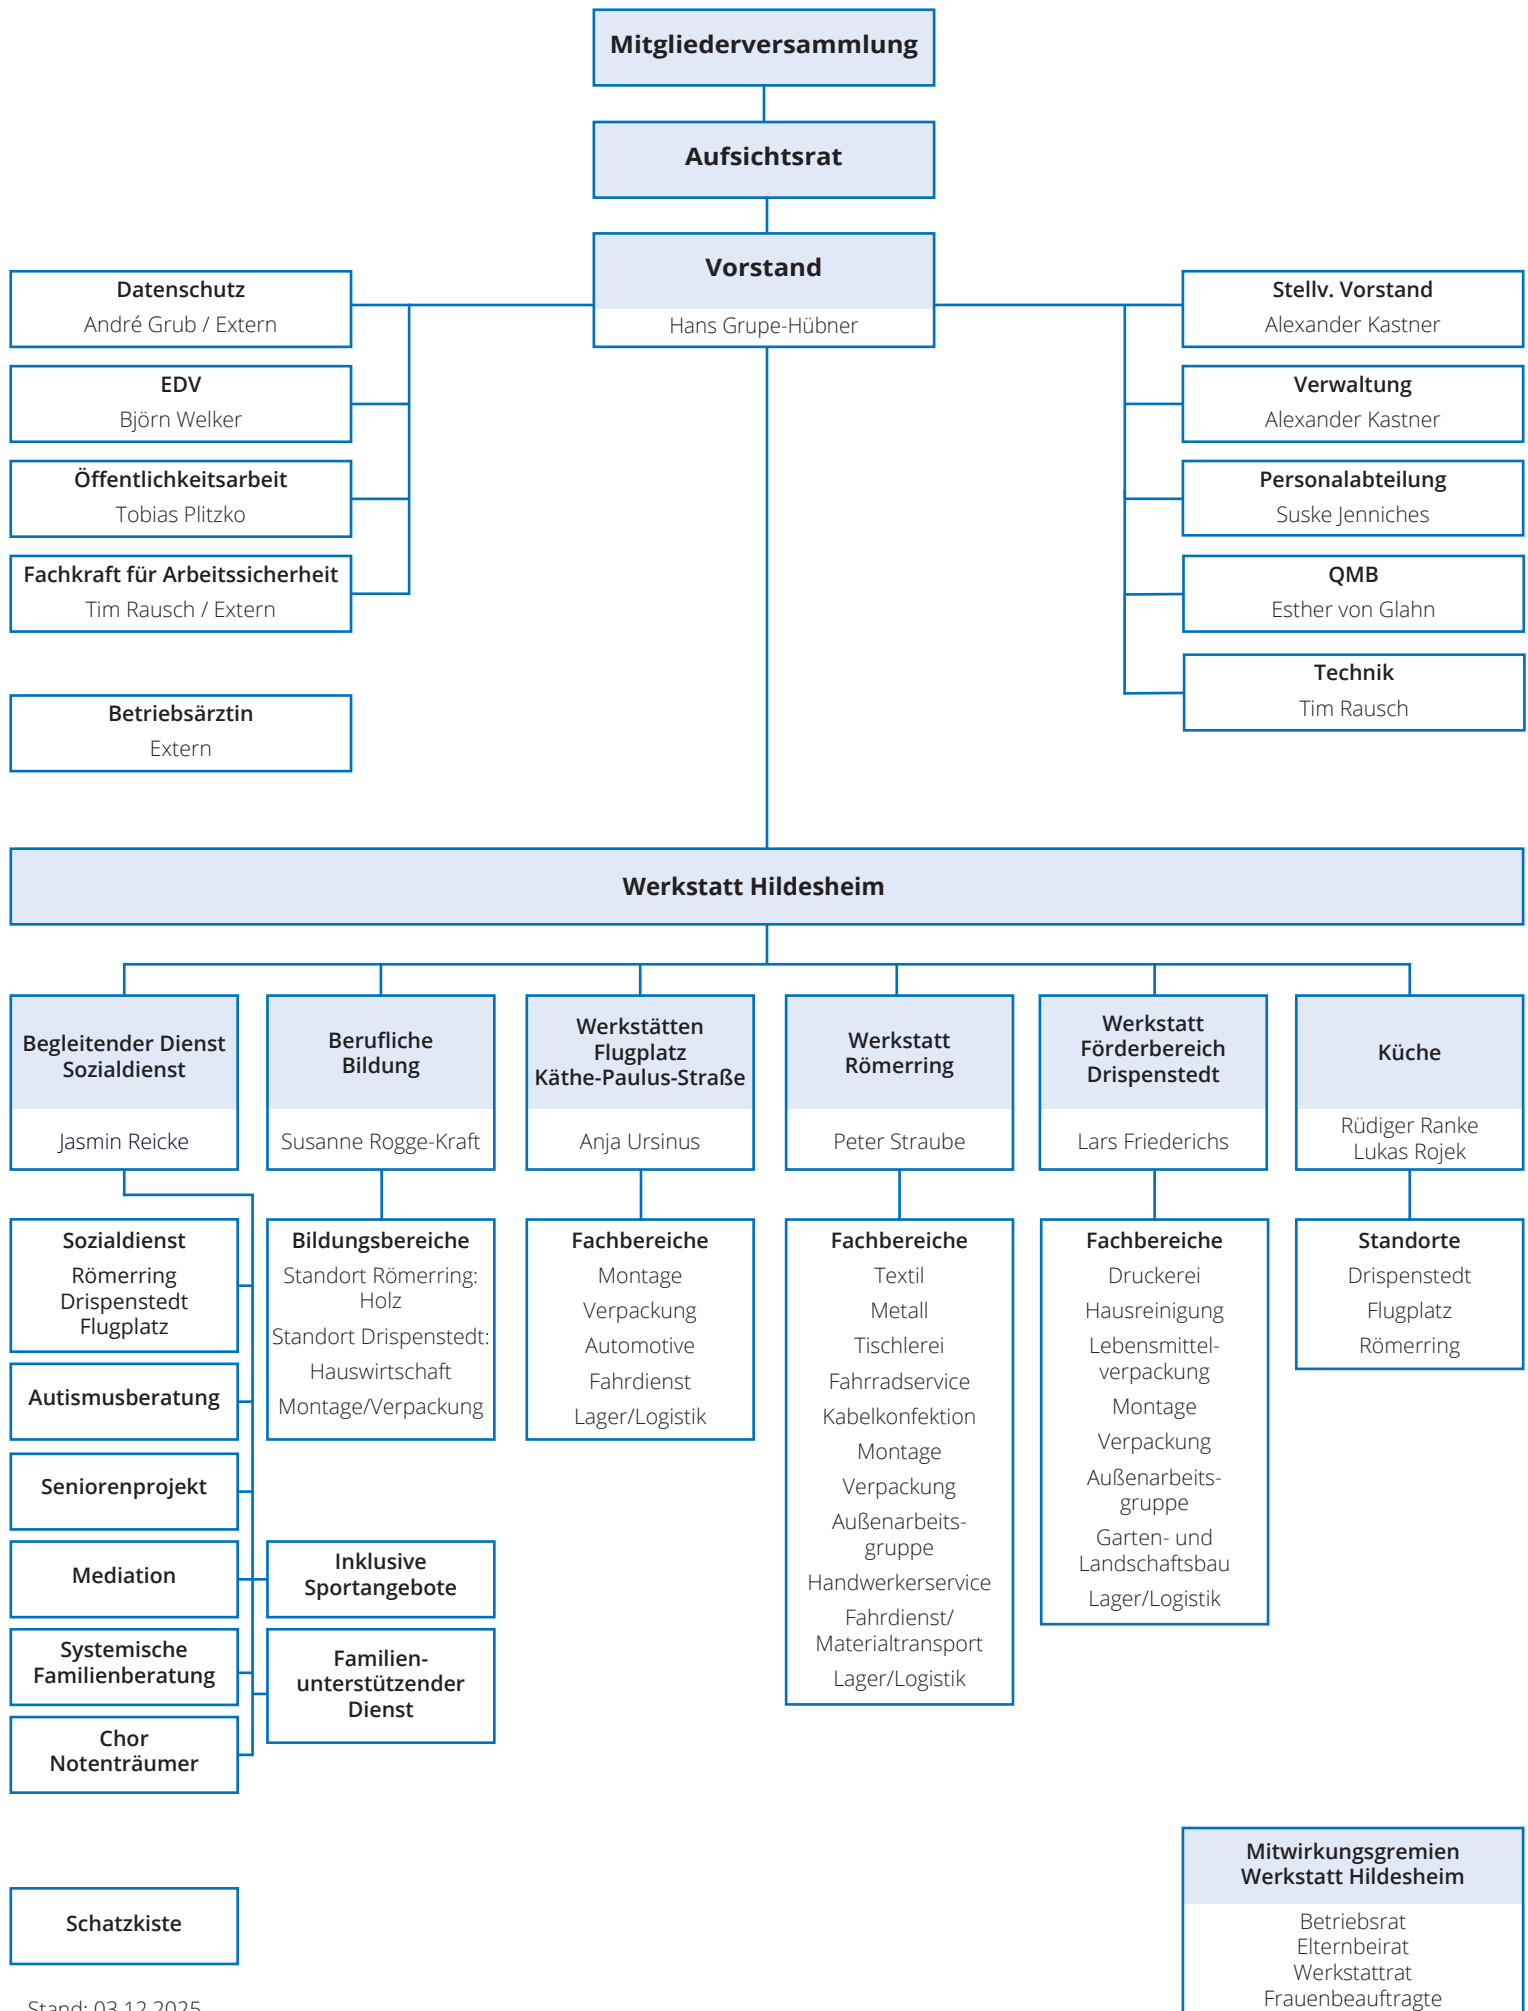 Mitgliederversammlung
Aufsichtsrat
Vorstand
Hans Grupe-Hübner
Datenschutz
André Grub / Extern
EDV
Björn Welker
Öffentlichkeitsarbeit
Tobias Plitzko
Fachkraft für Arbeitssicherheit
Tim Rausch / Extern
Betriebsärztin
Extern
Stellv. Vorstand
Alexander Kastner
Verwaltung
Alexander Kastner
Personalabteilung
Suske Jenniches
QMB
Esther von Glahn
Technik
Tim Rausch
Werkstatt Hildesheim
Begleitender Dienst
Sozialdienst
Jasmin Reicke
Sozialdienst
Römerring
Drispenstedt
Flugplatz
Autismusberatung
Seniorenprojekt
Mediation
Systemische
Familienberatung
Chor
Notenträumer
Inklusive
Sportangebote
Familien-
unterstützender
Dienst
Berufliche
Bildung
Susanne Rogge-Kraft
Bildungsbereiche
Standort Römerring:
Holz
Standort Drispenstedt:
Hauswirtschaft
Montage/Verpackung
Werkstätten
Flugplatz
Käthe-Paulus-Straße
Anja Ursinus
Fachbereiche
Montage
Verpackung
Automotive
Fahrdienst
Lager/Logistik
Werkstatt
Römerring
Peter Straube
Fachbereiche
Textil
Metall
Tischlerei
Fahrradservice
Kabelkonfektion
Montage
Verpackung
Außenarbeits-
gruppe
Handwerkerservice
Fahrdienst/
Materialtransport
Lager/Logistik
Werkstatt
Förderbereich
Drispenstedt
Lars Friederichs
Fachbereiche
Druckerei
Hausreinigung
Lebensmittel-
verpackung
Montage
Verpackung
Außenarbeits-
gruppe
Garten- und
Landschaftsbau
Lager/Logistik
Küche
Rüdiger Ranke
Lukas Rojek
Standorte
Drispenstedt
Flugplatz
Römerring
Schatzkiste
Stand: 03.12.2025
Mitwirkungsgremien
Werkstatt Hildesheim
Betriebsrat
Elternbeirat
Werkstattrat
Frauenbeauftragte